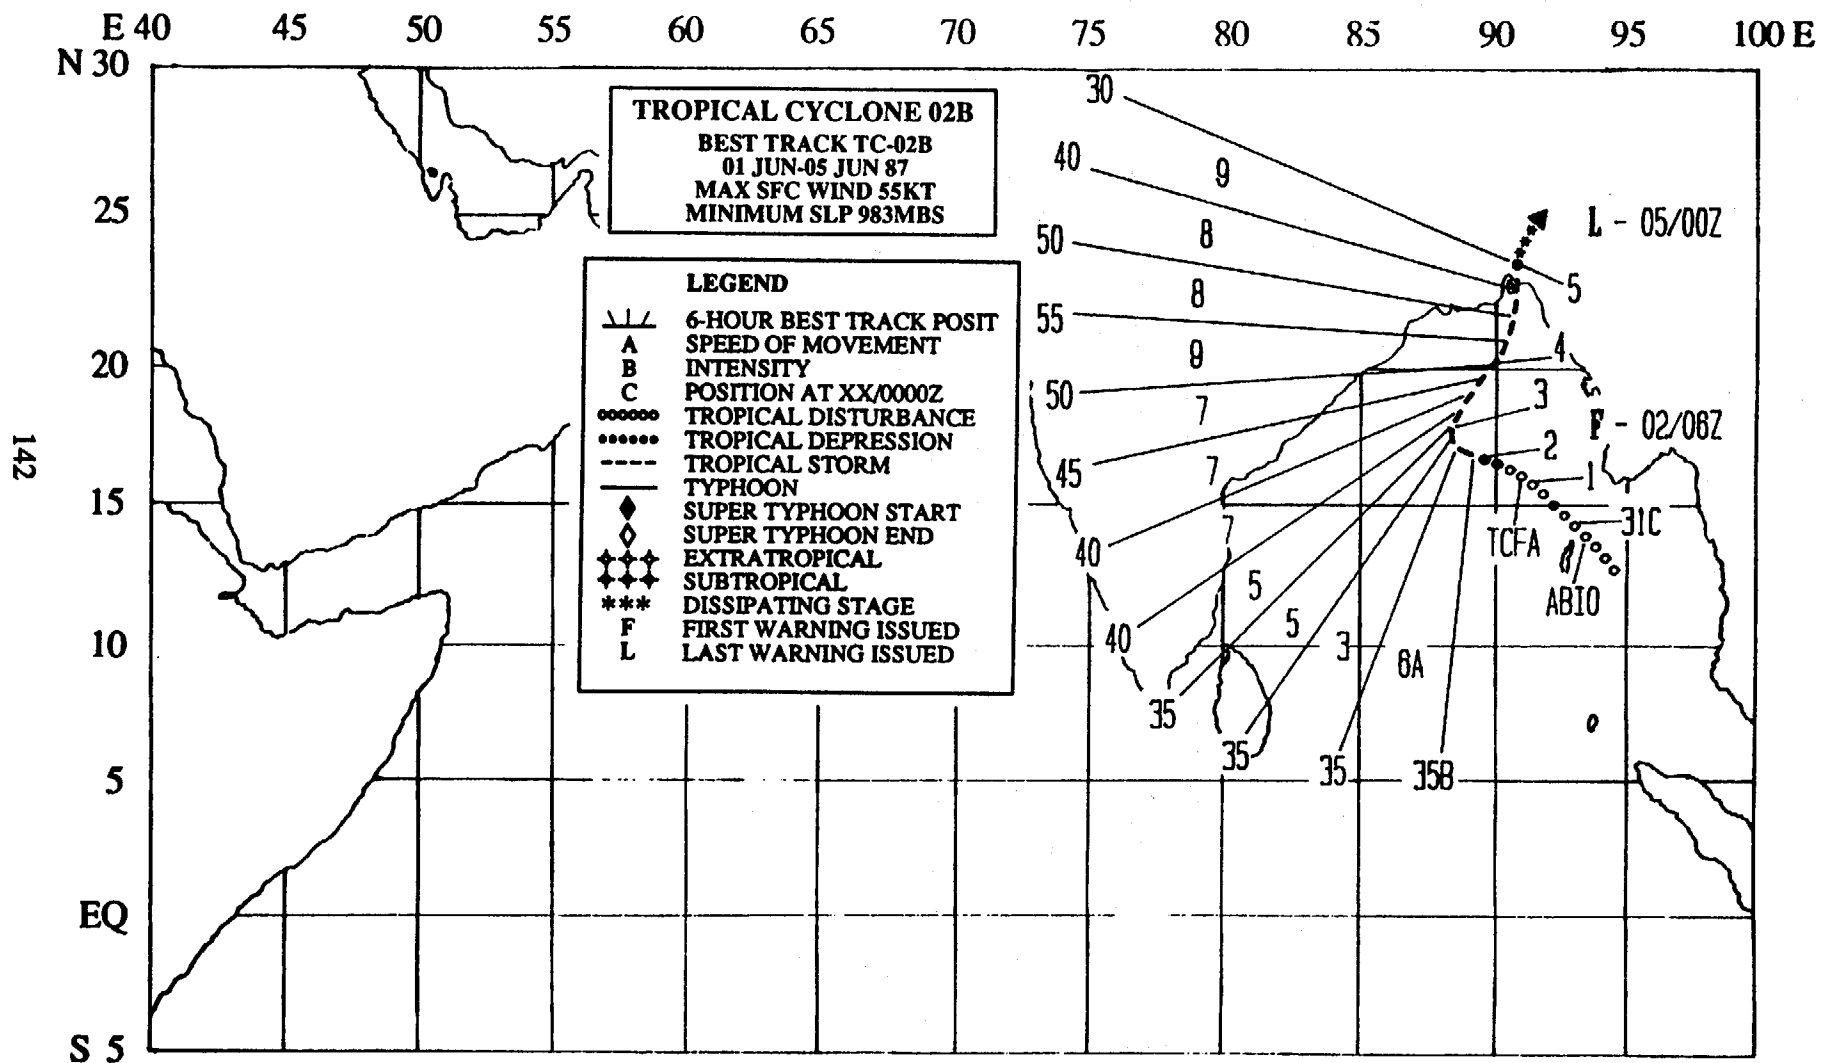 E 40 45 50 55 60 65 70 75 80 85 90 95 100 E
N 30
25
20
15
10
5
EQ
S 5
142
TROPICAL CYCLONE 02B
BEST TRACK TC-02B
01 JUN-05 JUN 87
MAX SFC WIND 55KT
MINIMUM SLP 983MBS
LEGEND
6-HOUR BEST TRACK POSIT
A SPEED OF MOVEMENT
B INTENSITY
C POSITION AT XX/0000Z
TROPICAL DISTURBANCE
TROPICAL DEPRESSION
TROPICAL STORM
TYPHOON
SUPER TYPHOON START
SUPER TYPHOON END
EXTRATROPICAL
SUBTROPICAL
*** DISSIPATING STAGE
F FIRST WARNING ISSUED
L LAST WARNING ISSUED
30
40
50
55
50
45
40
40
35
35
35
35B
9
8
8
9
7
7
7
5
5
3
6A
L - 05/00Z
5
4
3
F - 02/06Z
2
1
31C
TCFA
ABIO